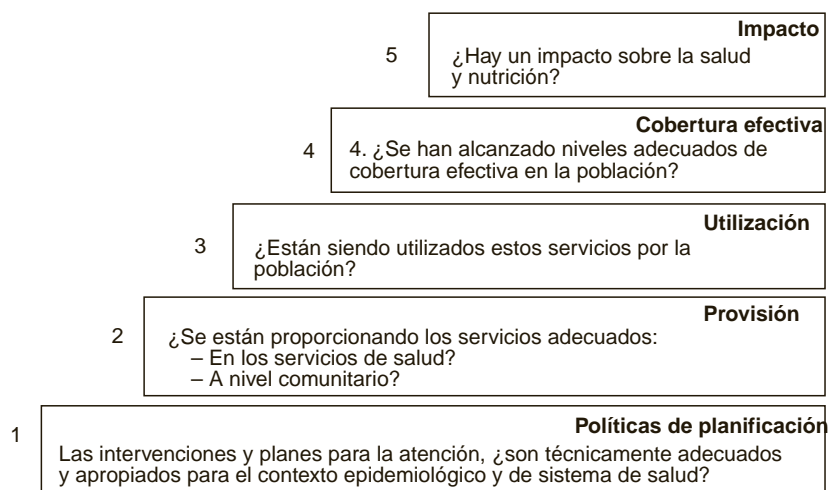 Impacto
5
¿Hay un impacto sobre la salud
y nutrición?
Cobertura efectiva
4
4. ¿Se han alcanzado niveles adecuados de
cobertura efectiva en la población?
Utilización
3
¿Están siendo utilizados estos servicios por la
población?
Provisión
2
¿Se están proporcionando los servicios adecuados:
– En los servicios de salud?
– A nivel comunitario?
Políticas de planificación
1
Las intervenciones y planes para la atención, ¿son técnicamente adecuados
y apropiados para el contexto epidemiológico y de sistema de salud?